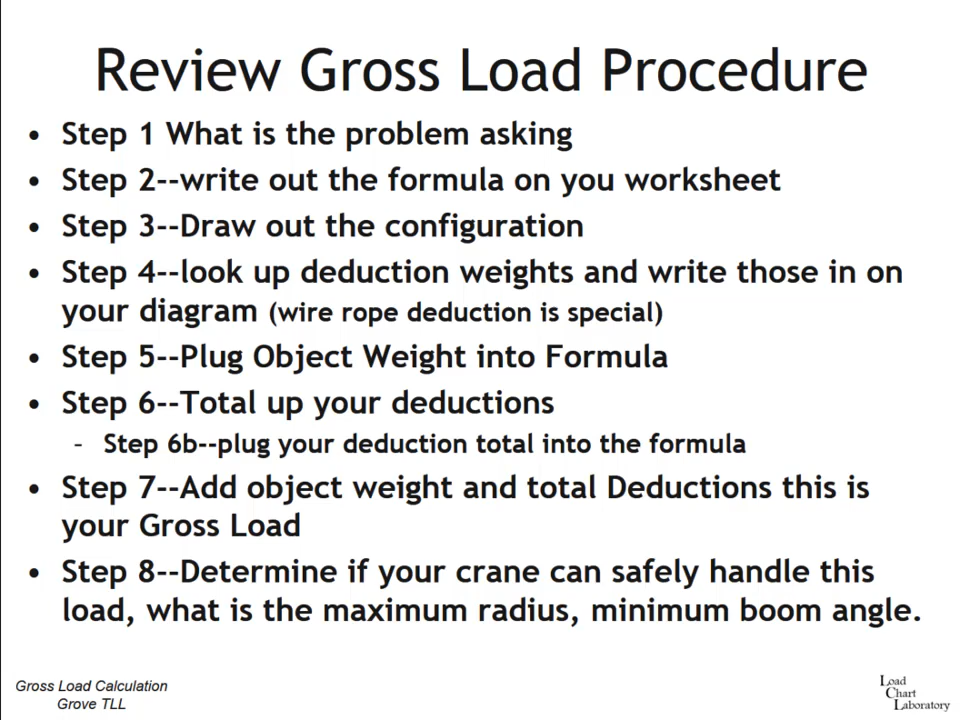 Review Gross Load Procedure
• Step 1 What is the problem asking
• Step 2--write out the formula on you worksheet
• Step 3--Draw out the configuration
• Step 4--look up deduction weights and write those in on
your diagram (wire rope deduction is special)
• Step 5--Plug Object Weight into Formula
• Step 6--Total up your deductions
– Step 6b--plug your deduction total into the formula
• Step 7--Add object weight and total Deductions this is
your Gross Load
• Step 8--Determine if your crane can safely handle this
load, what is the maximum radius, minimum boom angle.
Gross Load Calculation
Grove TLL
Load
Chart
Laboratory